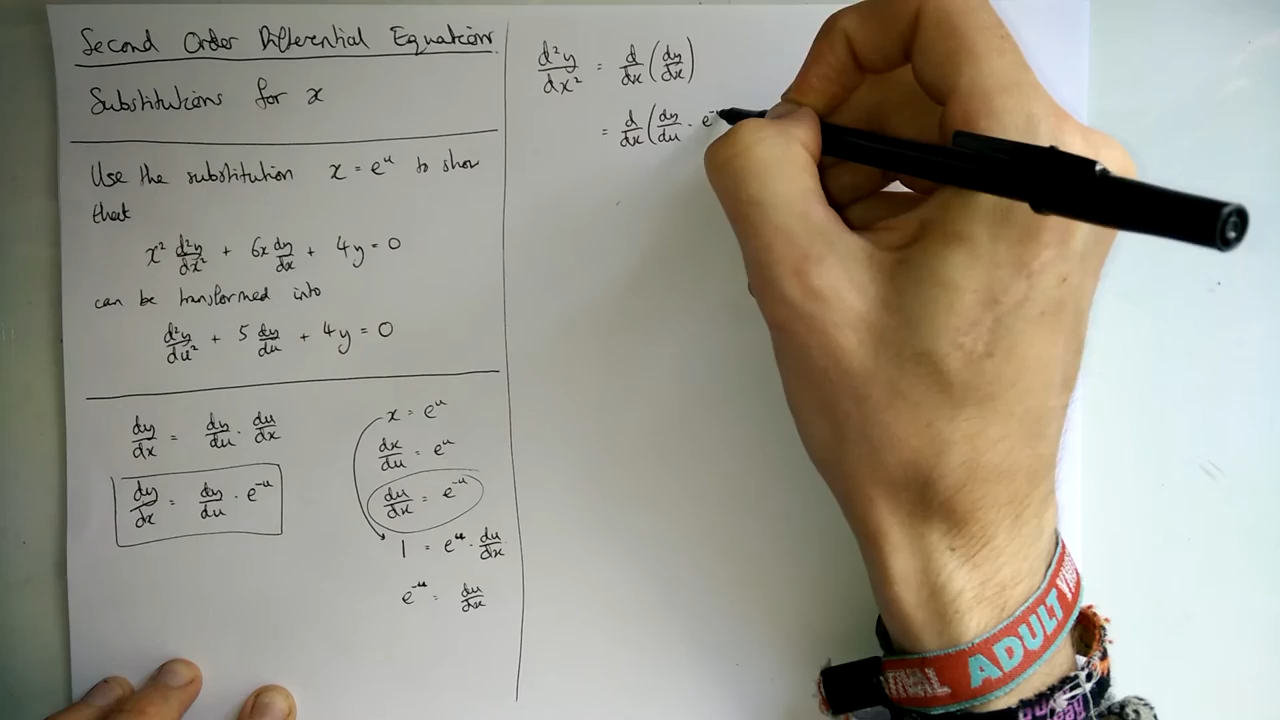 Second Order Differential Equations
Substitutions for x
Use the substitution x = e^u to show
that
x² d²y/dx² + 6x dy/dx + 4y = 0
can be transformed into
d²y/du² + 5 dy/du + 4y = 0
dy/dx = dy/du · du/dx
dy/dx = dy/du · e^-u
x = e^u
dx/du = e^u
du/dx = e^-u
1 = e^u · du/dx
e^-u = du/dx
d²y/dx² = d/dx (dy/dx)
= d/dx (dy/du · e^-
ADULT